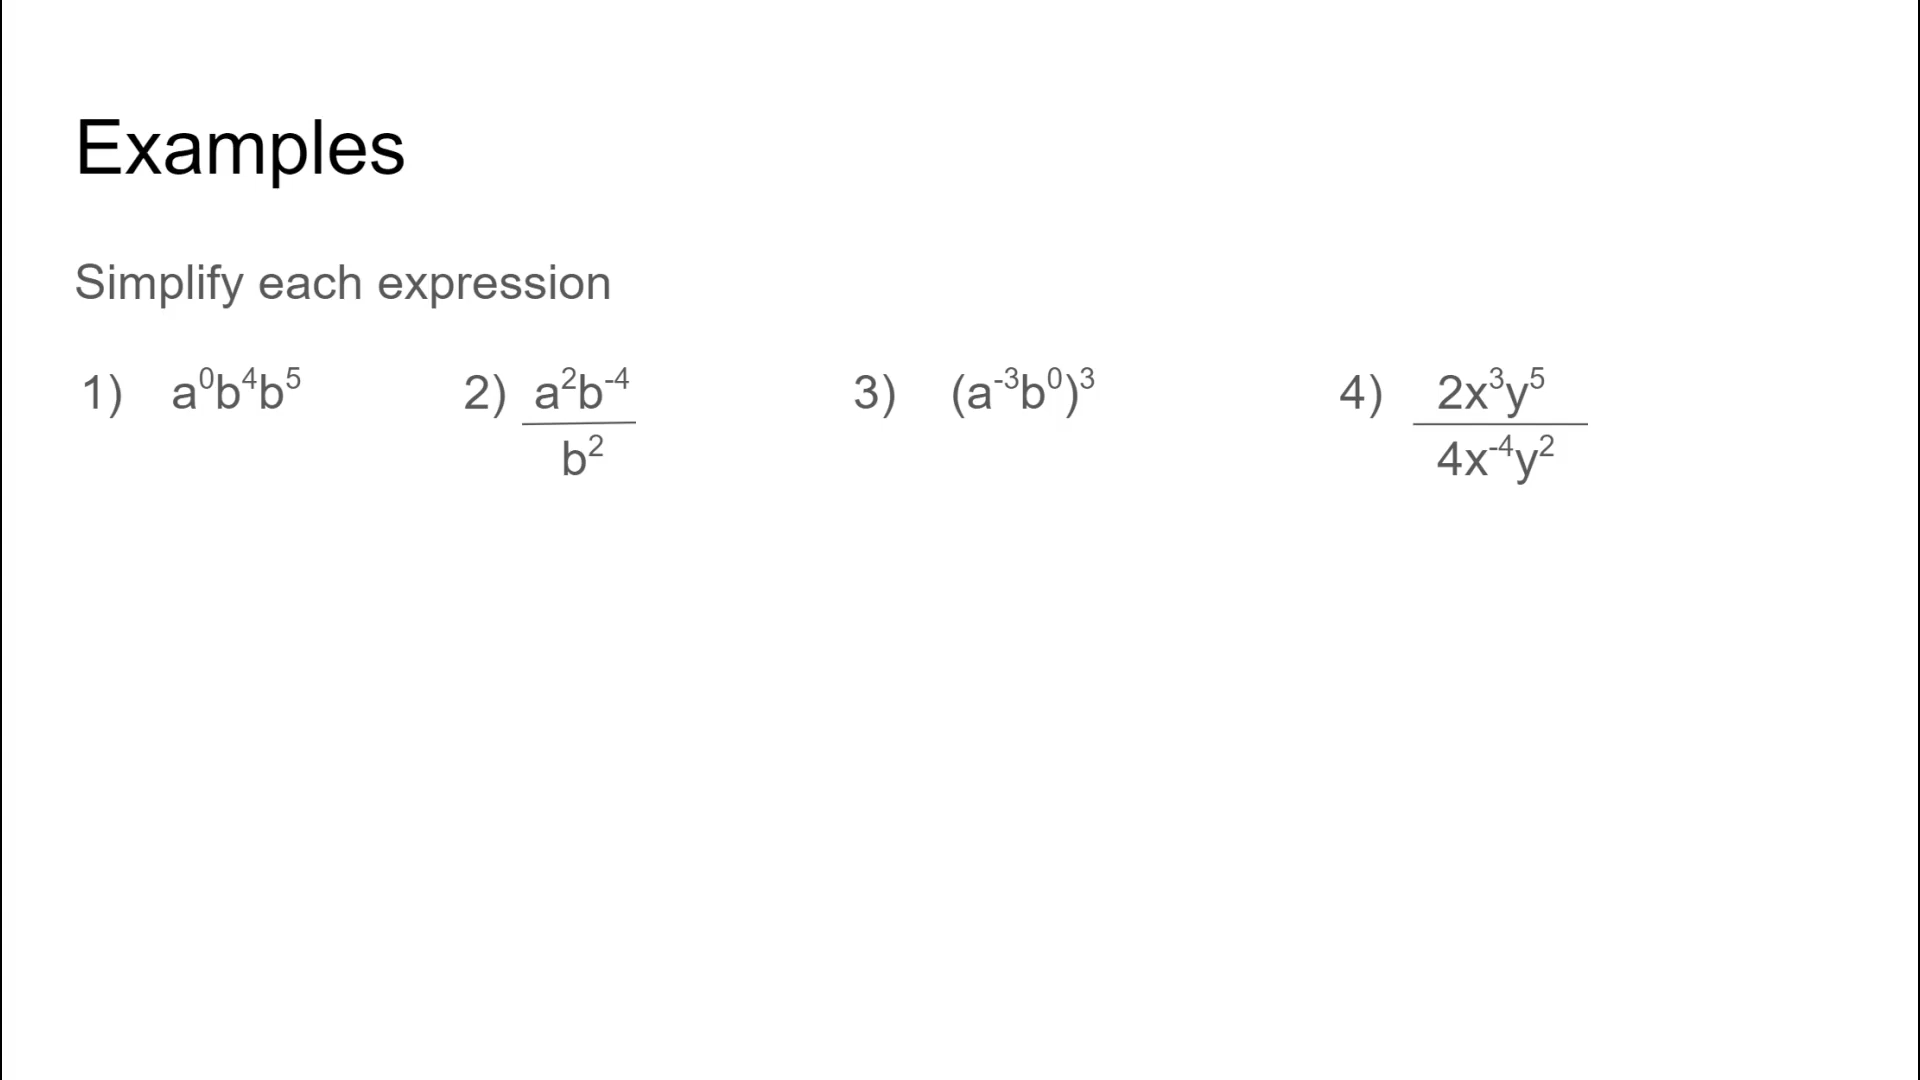 Examples
Simplify each expression
1) a⁰b⁴b⁵ 2) a²b⁻⁴ 3) (a⁻³b⁰)³ 4) 2x³y⁵
b² 4x⁻⁴y²